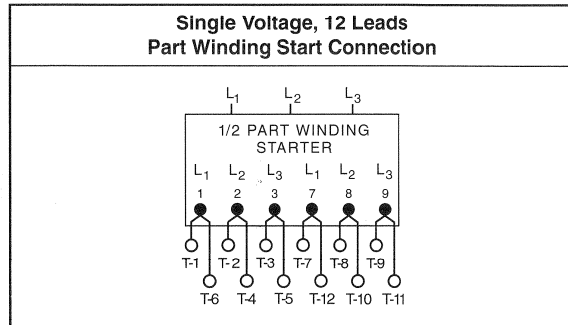 Single Voltage, 12 Leads
Part Winding Start Connection
L1 L2 L3
1/2 PART WINDING
STARTER
L1 L2 L3 L1 L2 L3
1 2 3 7 8 9
T-1 T-2 T-3 T-7 T-8 T-9
T-6 T-4 T-5 T-12 T-10 T-11